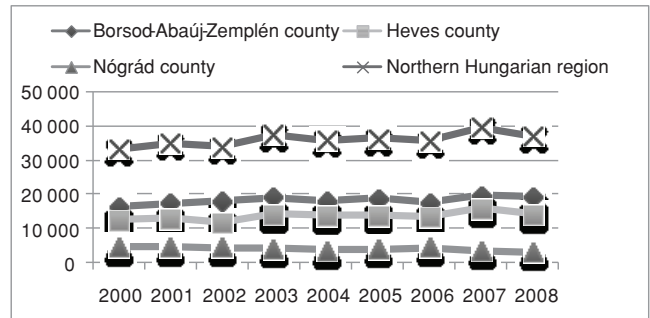 Borsod-Abaúj-Zemplén county Heves county
Nógrád county Northern Hungarian region
50 000
40 000
30 000
20 000
10 000
0
2000 2001 2002 2003 2004 2005 2006 2007 2008